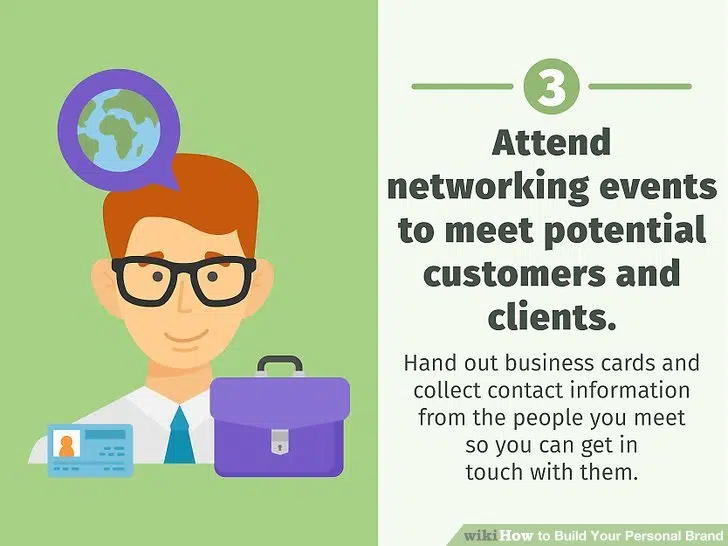 3
Attend
networking events
to meet potential
customers and
clients.
Hand out business cards and
collect contact information
from the people you meet
so you can get in
touch with them.
wikiHow to Build Your Personal Brand